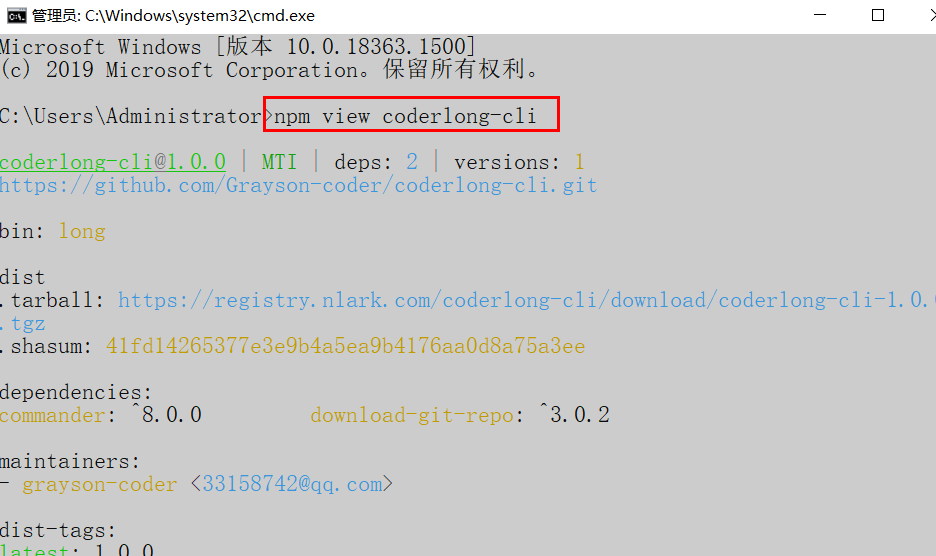 管理员: C:\Windows\system32\cmd.exe
Microsoft Windows [版本 10.0.18363.1500]
(c) 2019 Microsoft Corporation。保留所有权利。
C:\Users\Administrator>npm view coderlong-cli
coderlong-cli@1.0.0 | MTI | deps: 2 | versions: 1
https://github.com/Grayson-coder/coderlong-cli.git
bin: long
dist
.tarball: https://registry.nlark.com/coderlong-cli/download/coderlong-cli-1.0.0
.tgz
.shasum: 41fd14265377e3e9b4a5ea9b4176aa0d8a75a3ee
dependencies:
commander: ^8.0.0 download-git-repo: ^3.0.2
maintainers:
- grayson-coder <33158742@qq.com>
dist-tags:
latest: 1.0.0